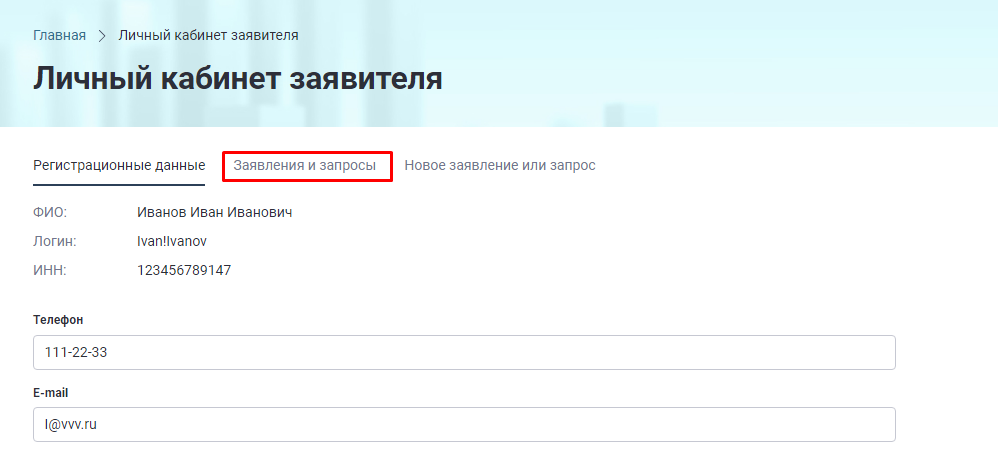 Главная > Личный кабинет заявителя
Личный кабинет заявителя
Регистрационные данные Заявления и запросы Новое заявление или запрос
ФИО: Иванов Иван Иванович
Логин: Ivan!Ivanov
ИНН: 123456789147
Телефон
111-22-33
E-mail
I@vvv.ru